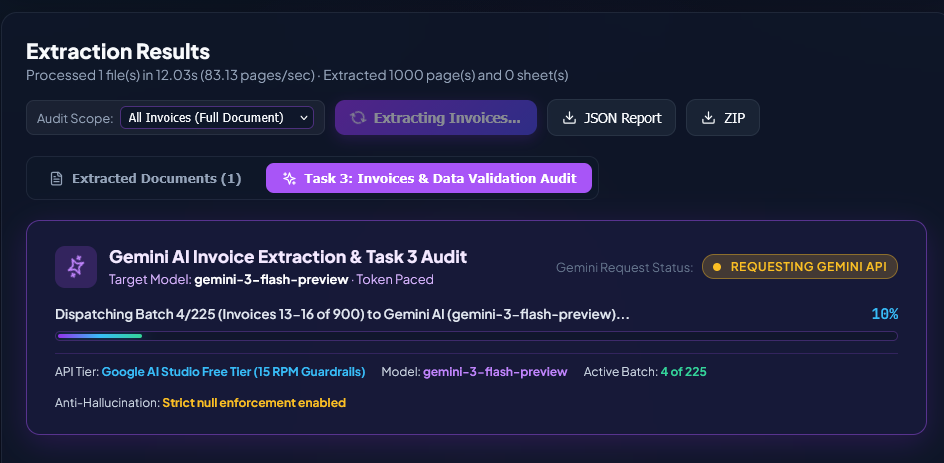 Extraction Results
Processed 1 file(s) in 12.03s (83.13 pages/sec) · Extracted 1000 page(s) and 0 sheet(s)
Audit Scope: All Invoices (Full Document) Extracting Invoices... JSON Report ZIP
Extracted Documents (1) Task 3: Invoices & Data Validation Audit
Gemini AI Invoice Extraction & Task 3 Audit
Target Model: gemini-3-flash-preview · Token Paced
Gemini Request Status: REQUESTING GEMINI API
Dispatching Batch 4/225 (Invoices 13-16 of 900) to Gemini AI (gemini-3-flash-preview)... 10%
API Tier: Google AI Studio Free Tier (15 RPM Guardrails) Model: gemini-3-flash-preview Active Batch: 4 of 225
Anti-Hallucination: Strict null enforcement enabled